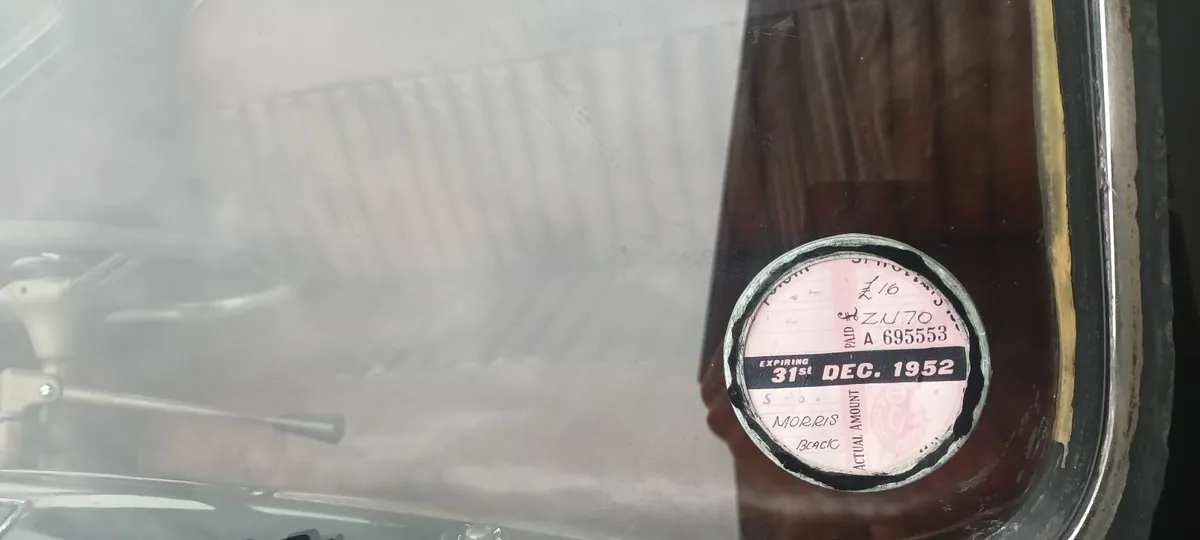 £16
ZN70
PAID £
A 695553
EXPIRING
31st DEC. 1952
ACTUAL AMOUNT
MORRIS
BLACK